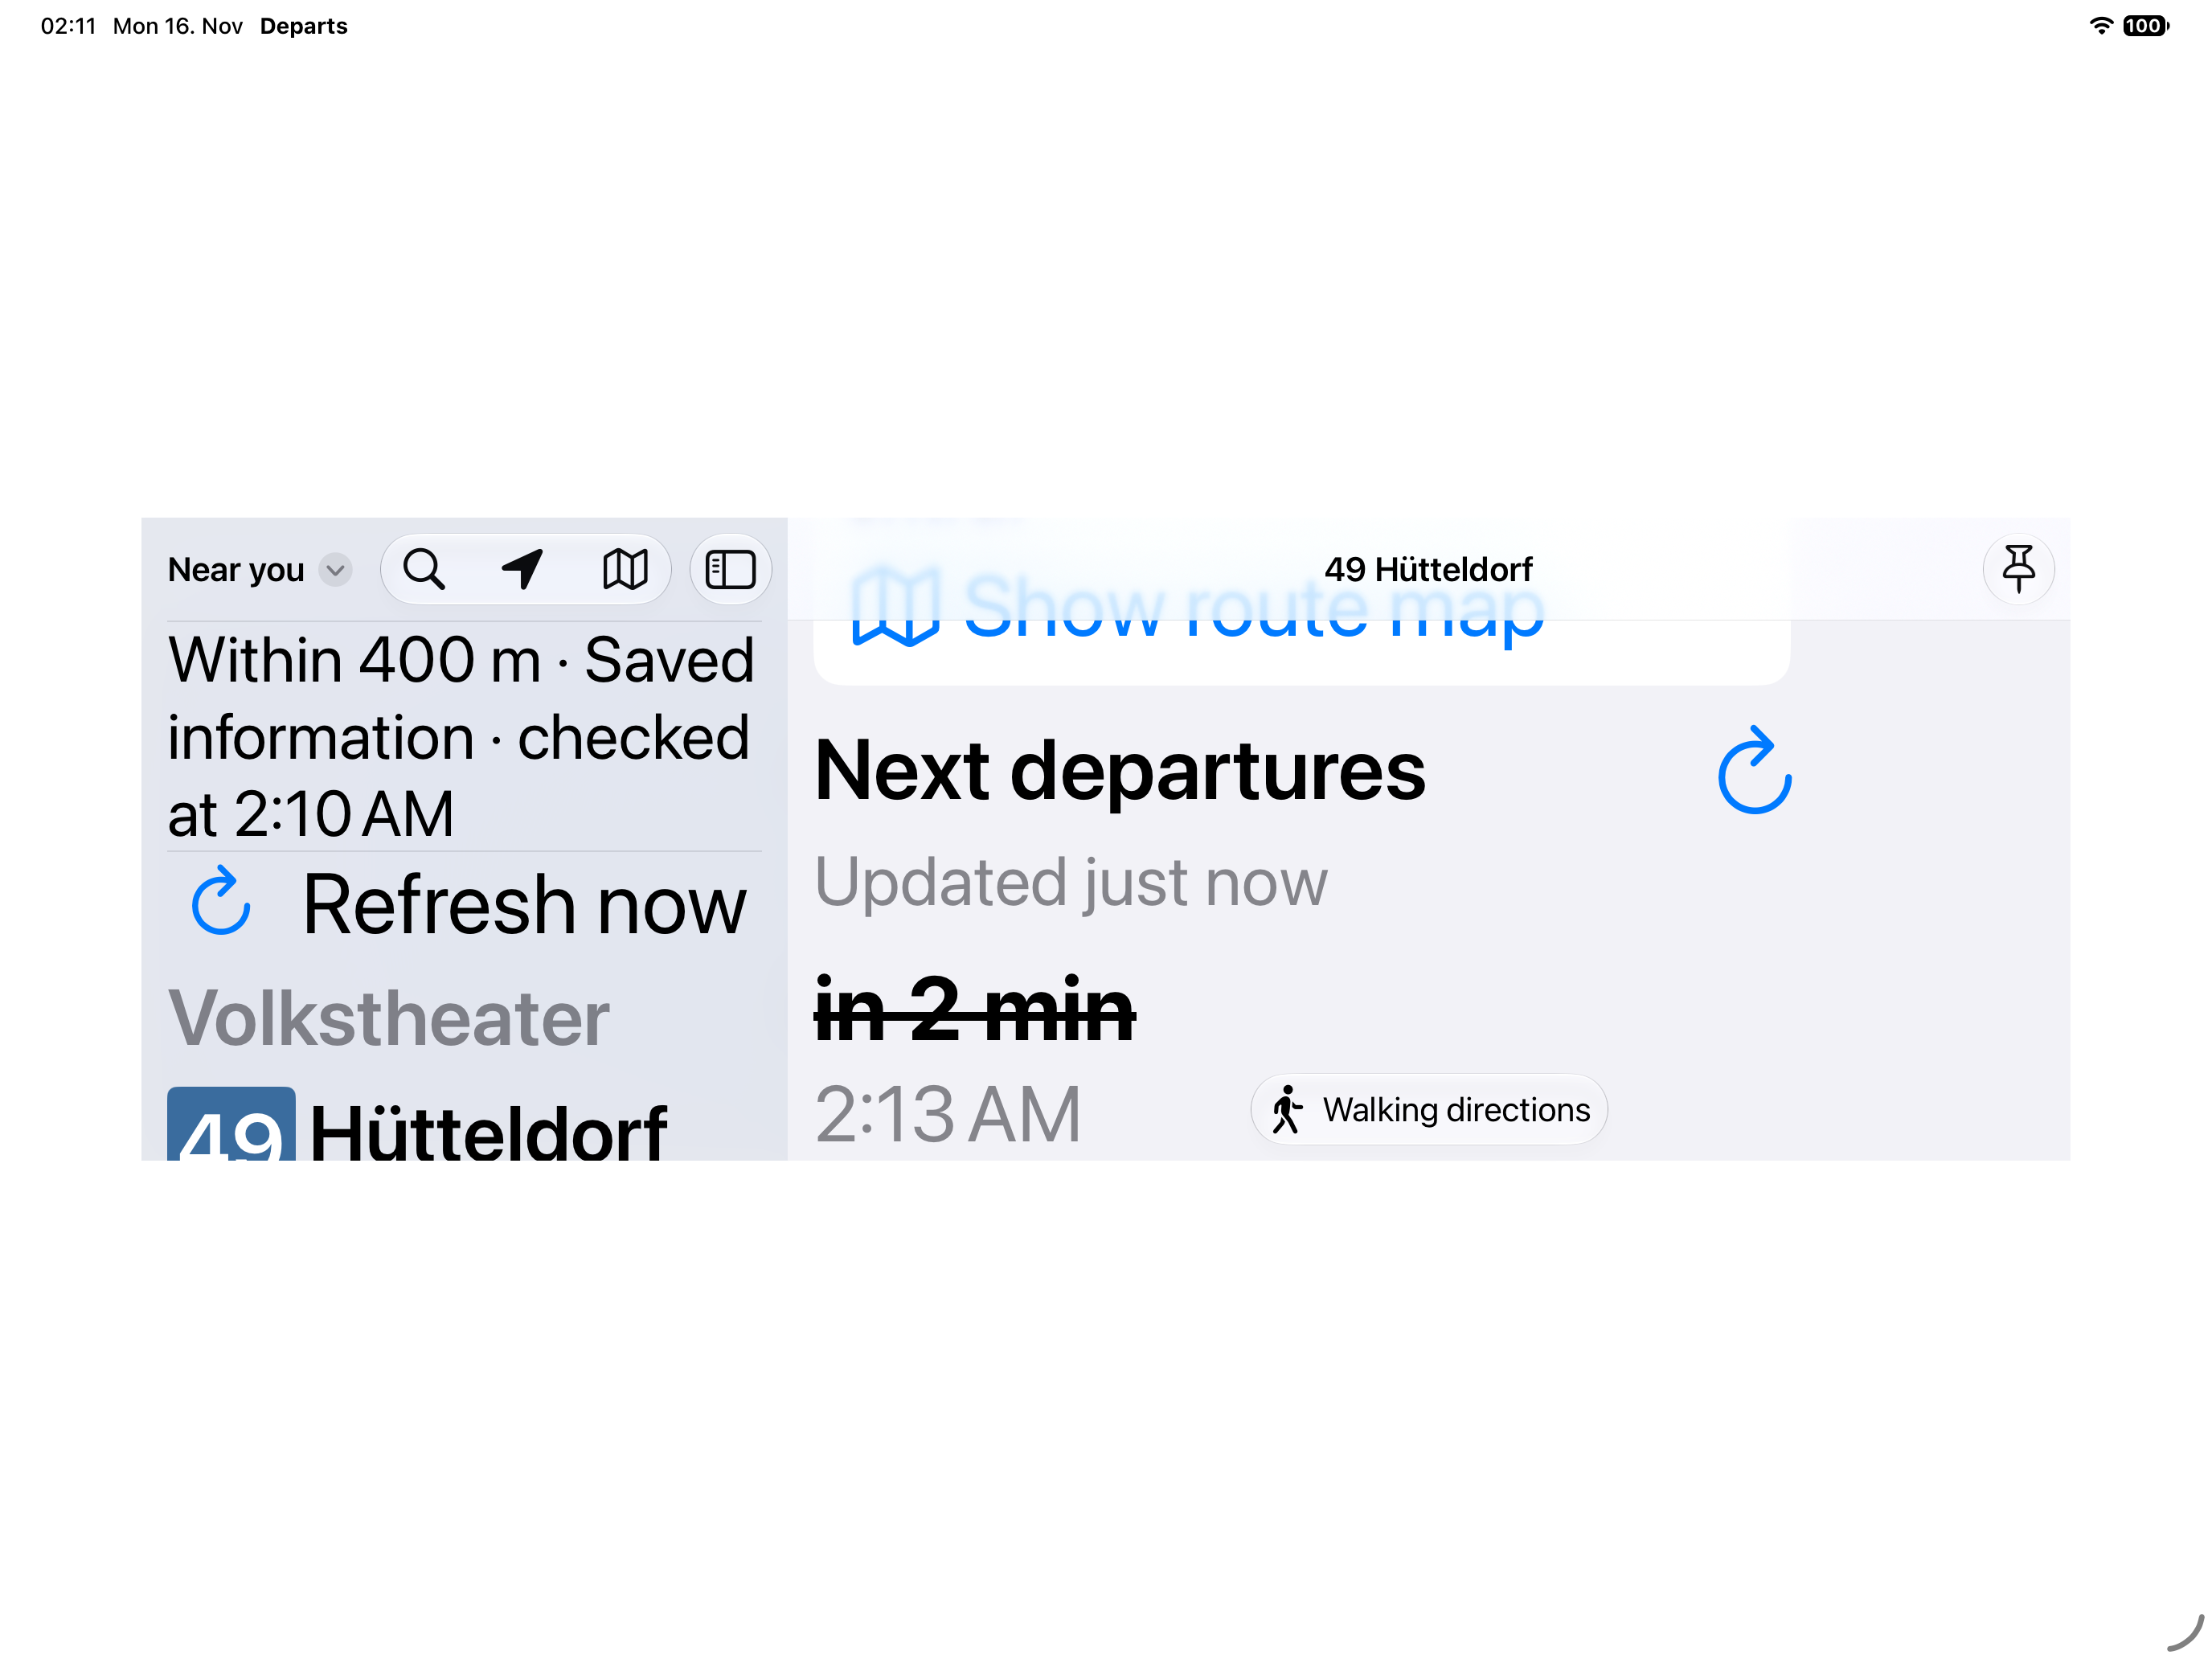 02:11 Mon 16. Nov Departs
100
Near you
Within 400 m · Saved
information · checked
at 2:10 AM
Refresh now
Volkstheater
49 Hütteldorf
49 Hütteldorf
Show route map
Next departures
Updated just now
in 2 min
2:13 AM
Walking directions